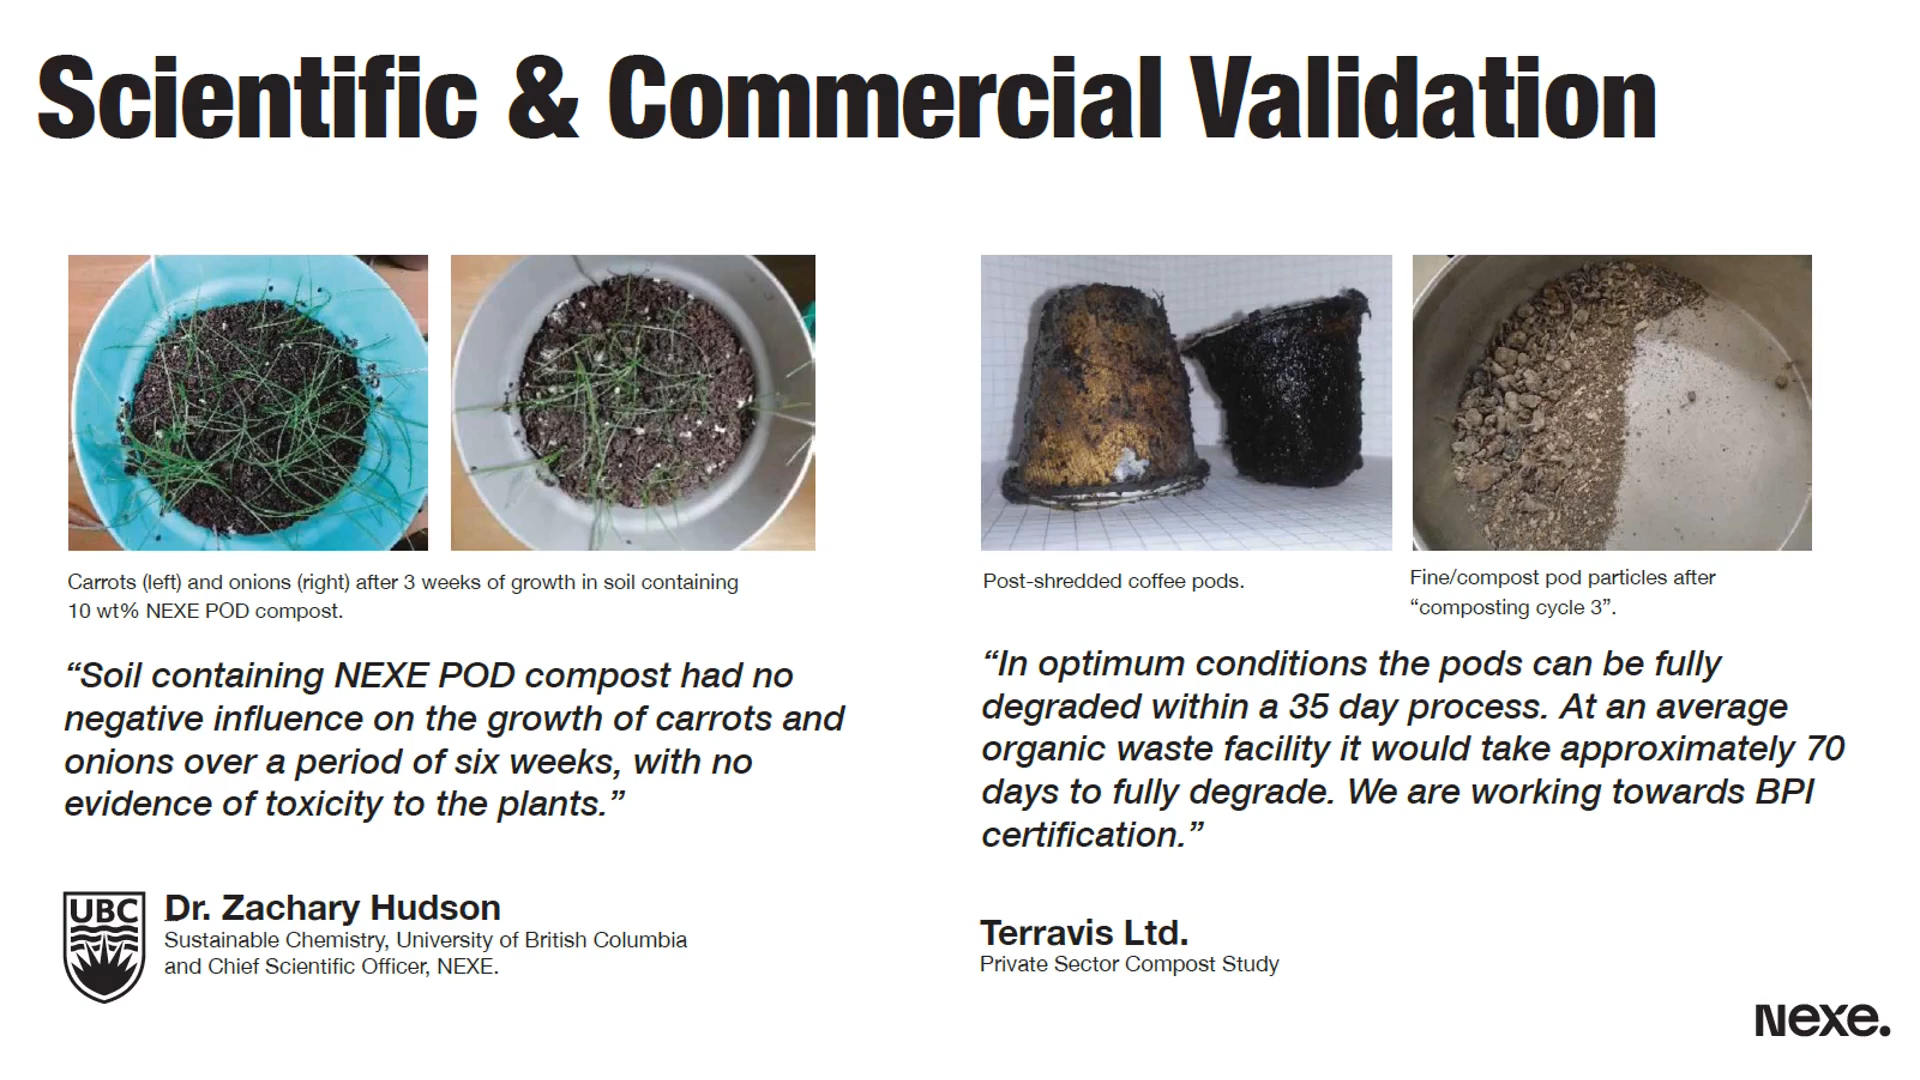 Scientific & Commercial Validation
Carrots (left) and onions (right) after 3 weeks of growth in soil containing
10 wt% NEXE POD compost.
“Soil containing NEXE POD compost had no
negative influence on the growth of carrots and
onions over a period of six weeks, with no
evidence of toxicity to the plants.”
UBC
Dr. Zachary Hudson
Sustainable Chemistry, University of British Columbia
and Chief Scientific Officer, NEXE.
Post-shredded coffee pods.
Fine/compost pod particles after
“composting cycle 3”.
“In optimum conditions the pods can be fully
degraded within a 35 day process. At an average
organic waste facility it would take approximately 70
days to fully degrade. We are working towards BPI
certification.”
Terravis Ltd.
Private Sector Compost Study
Nexe.